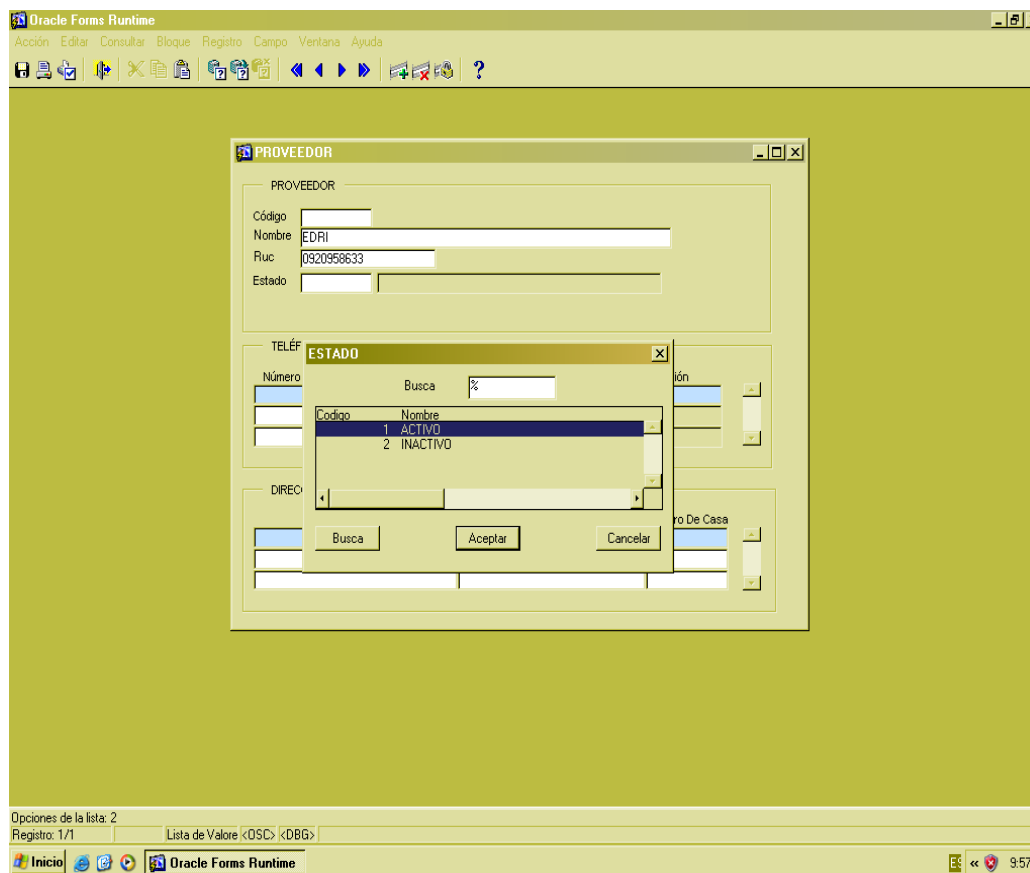 Oracle Forms Runtime
Acción Editar Consultar Bloque Registro Campo Ventana Ayuda
PROVEEDOR
PROVEEDOR
Código
Nombre EDRI
Ruc 0920958633
Estado
TELÉF
Número ión
ESTADO
Busca %
Codigo Nombre
1 ACTIVO
2 INACTIVO
Busca Aceptar Cancelar
DIREC
ro De Casa
Opciones de la lista: 2
Registro: 1/1 Lista de Valore <OSC> <DBG>
Inicio Oracle Forms Runtime ES « 9:57